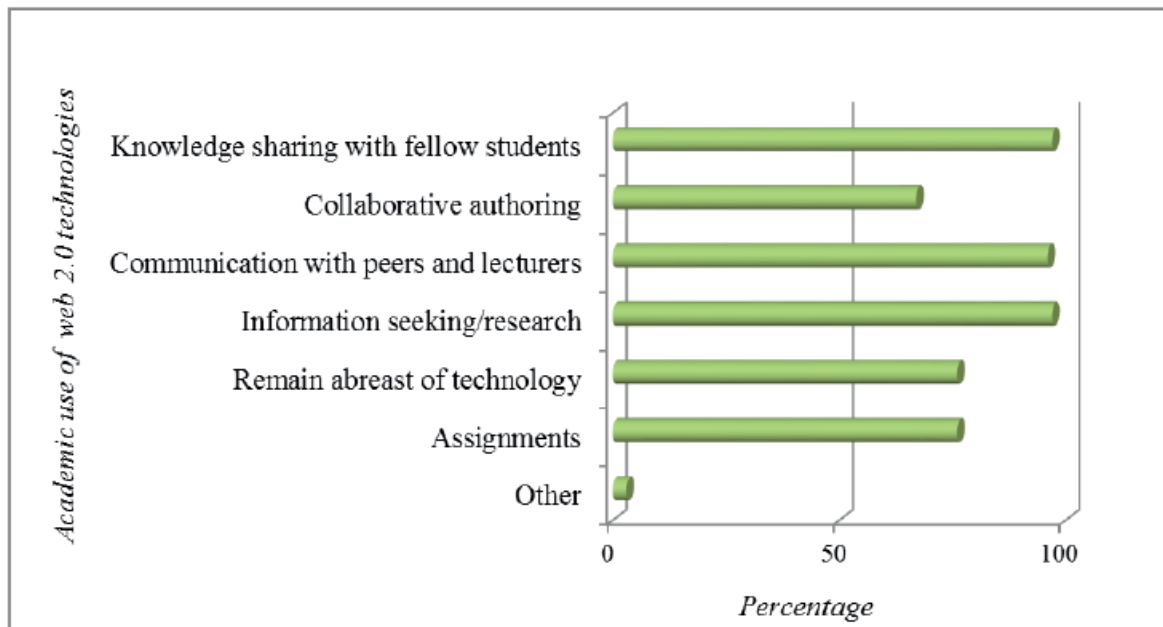 Academic use of web 2.0 technologies
Knowledge sharing with fellow students
Collaborative authoring
Communication with peers and lecturers
Information seeking/research
Remain abreast of technology
Assignments
Other
0 50 100
Percentage